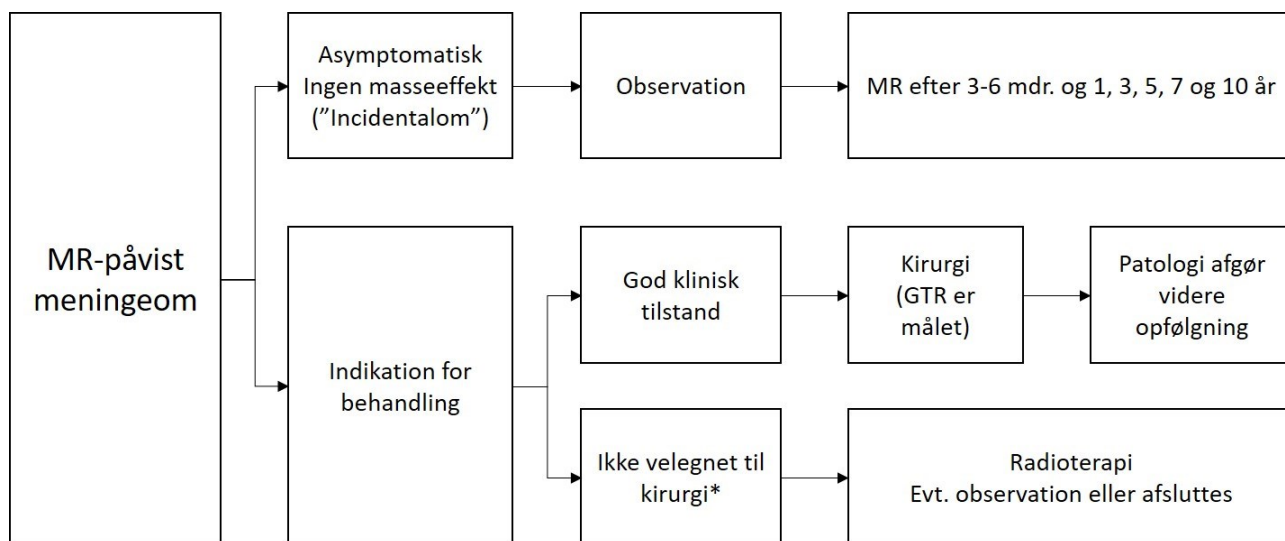 MR-påvist
meningeom
Asymptomatisk
Ingen masseeffekt
(”Incidentalom”)
Observation
MR efter 3-6 mdr. og 1, 3, 5, 7 og 10 år
Indikation for
behandling
God klinisk
tilstand
Kirurgi
(GTR er
målet)
Patologi afgør
videre
opfølgning
Ikke velegnet til
kirurgi*
Radioterapi
Evt. observation eller afsluttes